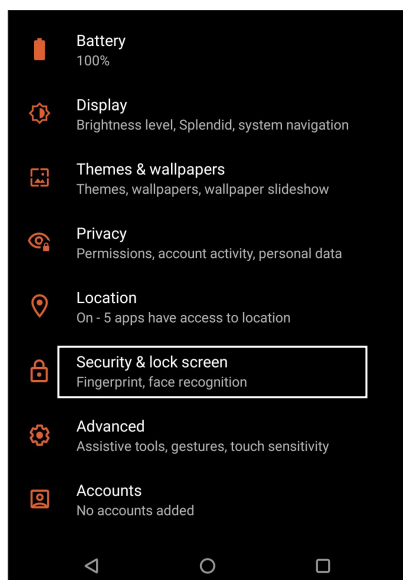 Battery
100%
Display
Brightness level, Splendid, system navigation
Themes & wallpapers
Themes, wallpapers, wallpaper slideshow
Privacy
Permissions, account activity, personal data
Location
On - 5 apps have access to location
Security & lock screen
Fingerprint, face recognition
Advanced
Assistive tools, gestures, touch sensitivity
Accounts
No accounts added